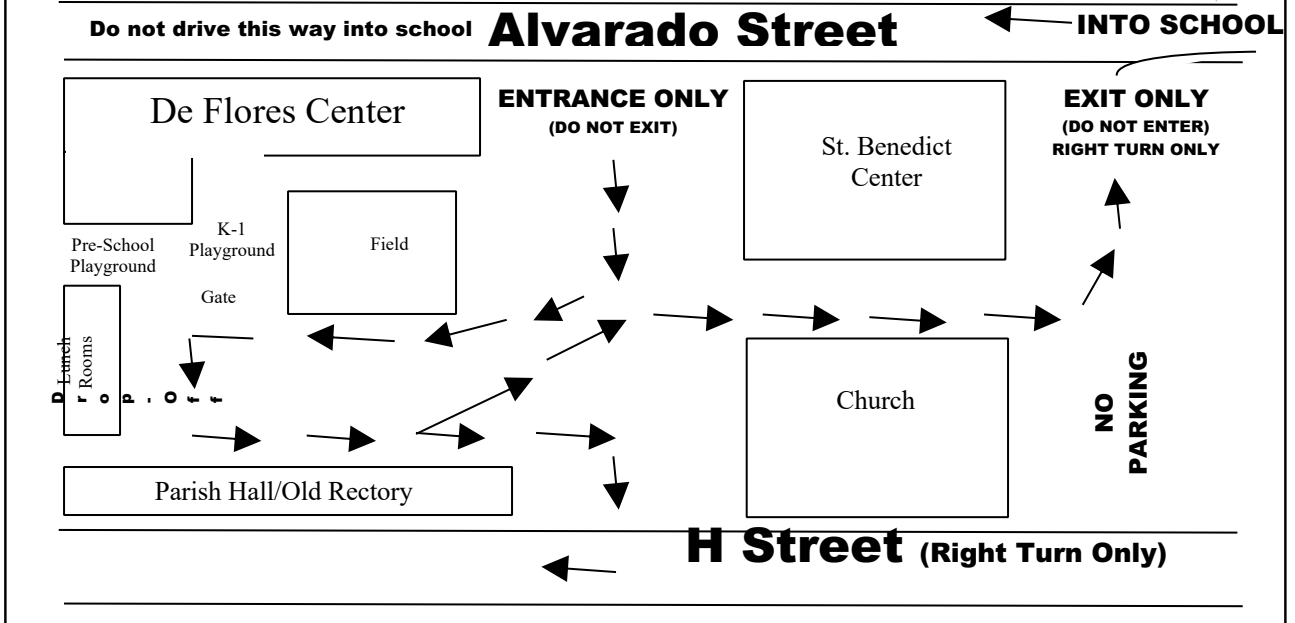 Do not drive this way into school
Alvarado Street
INTO SCHOOL
De Flores Center
ENTRANCE ONLY
(DO NOT EXIT)
St. Benedict
Center
EXIT ONLY
(DO NOT ENTER)
RIGHT TURN ONLY
Pre-School
Playground
K-1
Playground
Field
Gate
Lunch
Rooms
Drop-Off
Church
NO
PARKING
Parish Hall/Old Rectory
H Street (Right Turn Only)